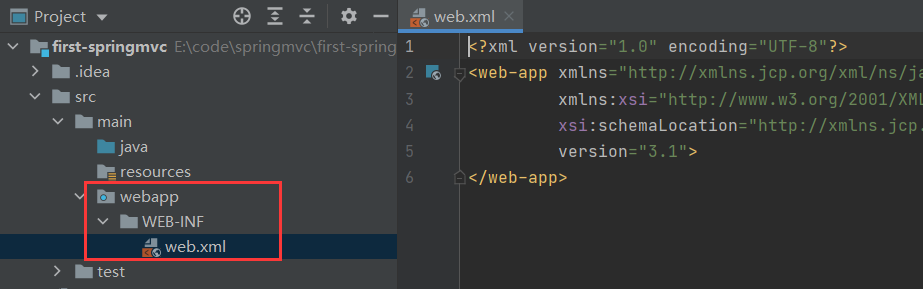 Project
first-springmvc E:\code\springmvc\first-spring
.idea
src
main
java
resources
webapp
WEB-INF
web.xml
test
web.xml
1 <?xml version="1.0" encoding="UTF-8"?>
2 <web-app xmlns="http://xmlns.jcp.org/xml/ns/ja
3 xmlns:xsi="http://www.w3.org/2001/XML
4 xsi:schemaLocation="http://xmlns.jcp.
5 version="3.1">
6 </web-app>